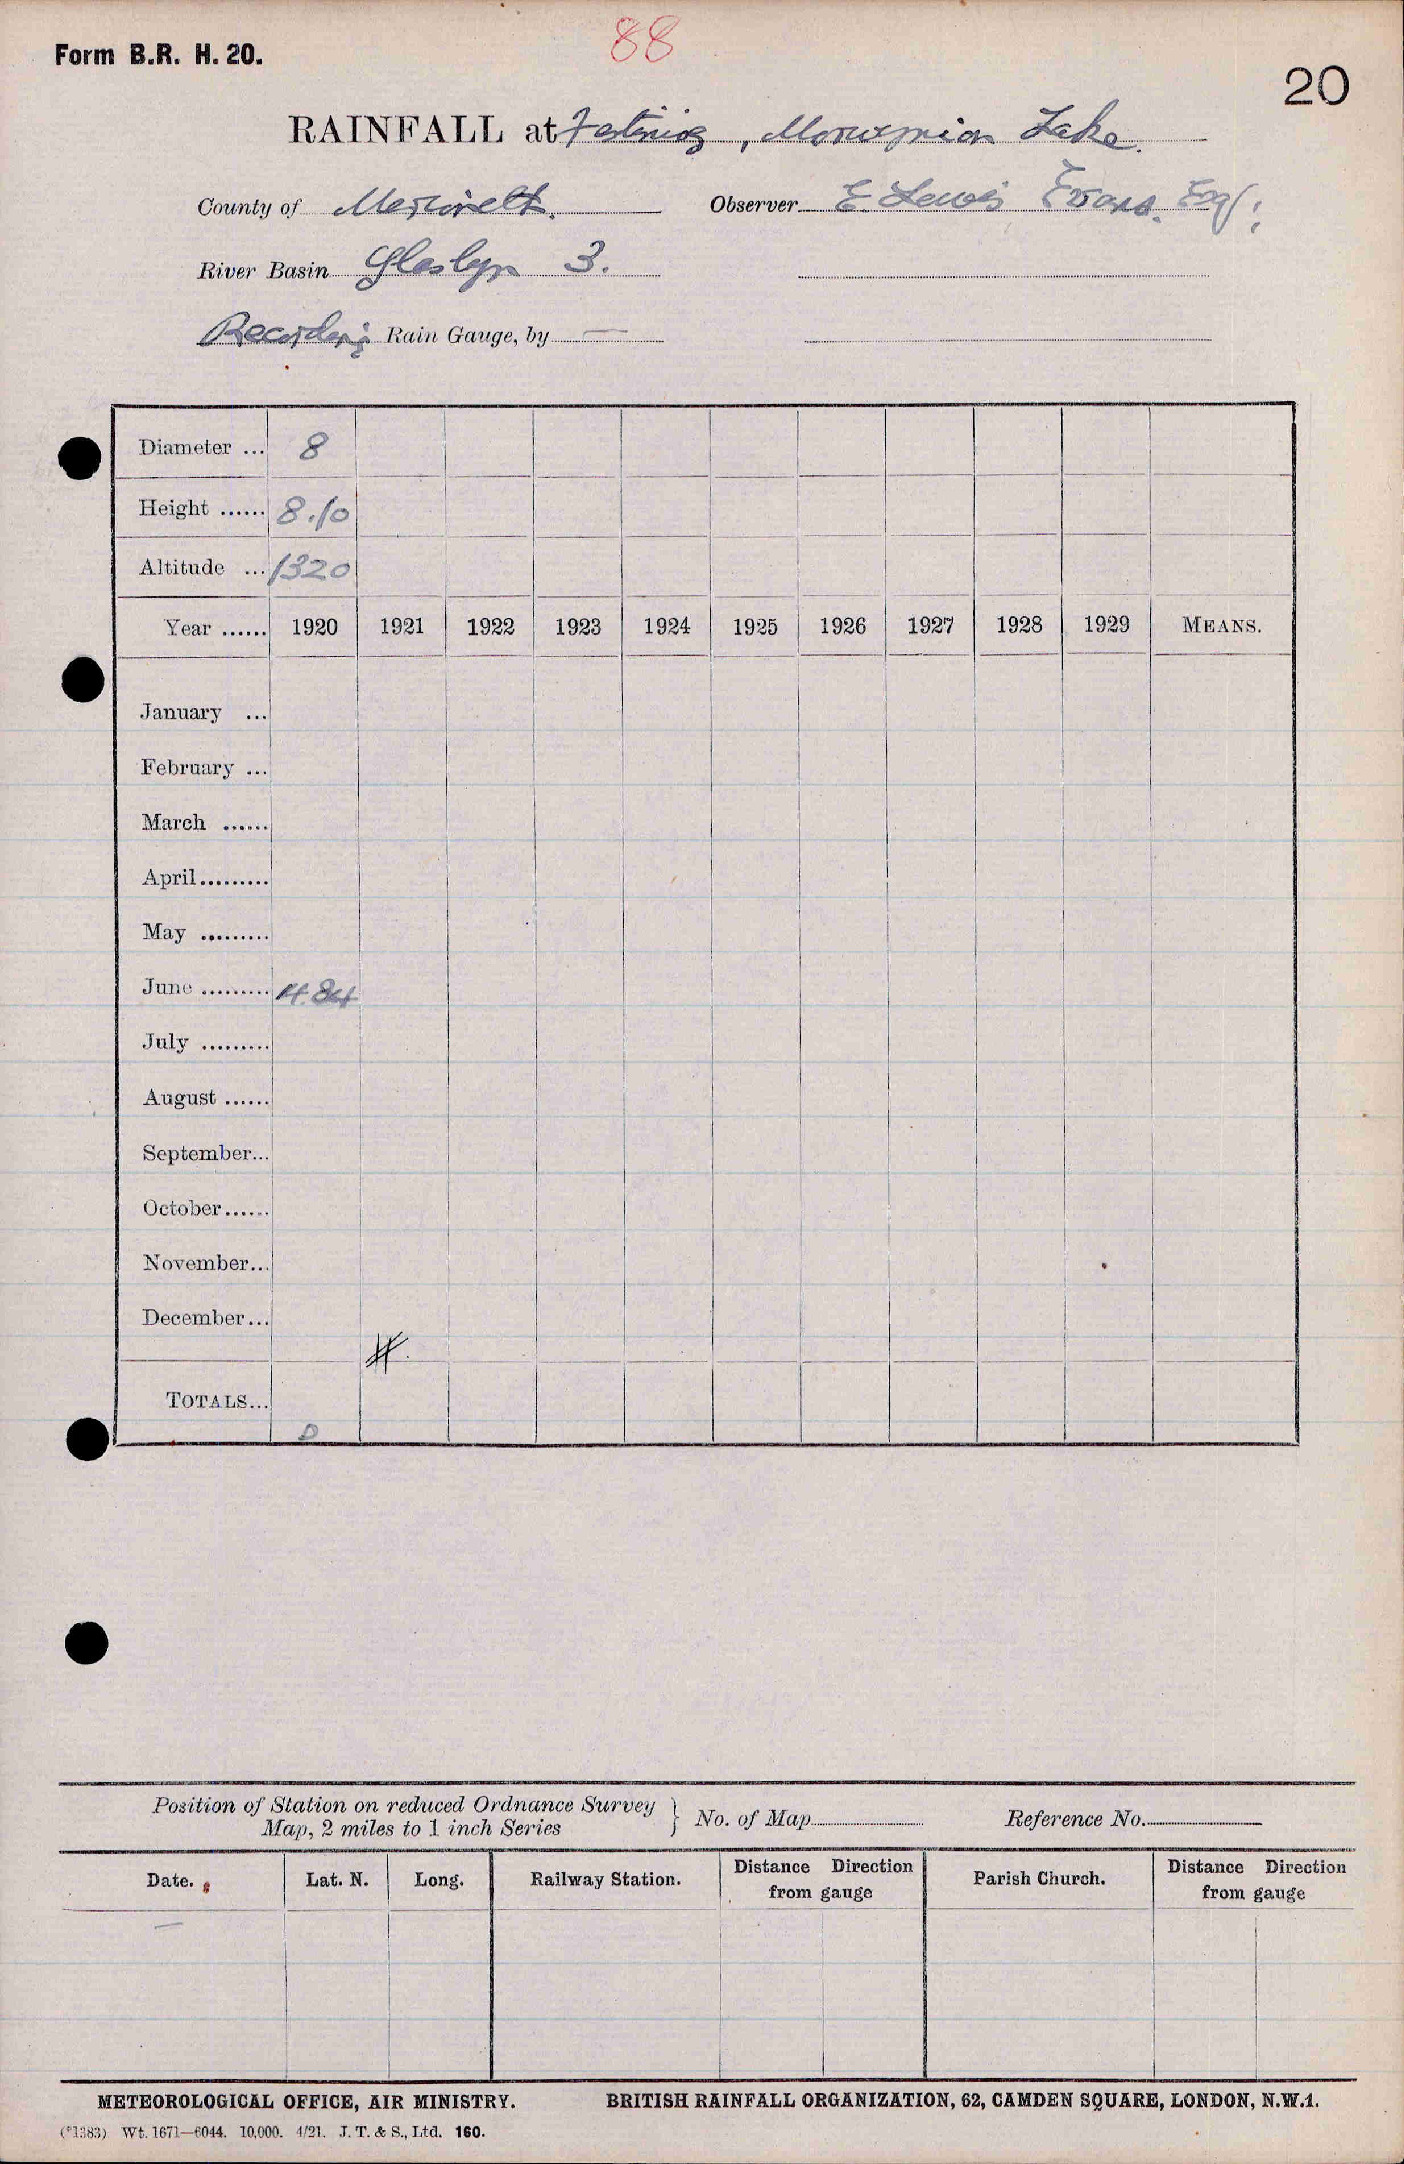 Form B.R. H. 20.
88
20
RAINFALL at Festiniog, Morwynion Lake.
County of Merioneth.
Observer E Lewis Evans. Esq:
River Basin Glaslyn 3.
Recording Rain Gauge, by —
Diameter ... 8
Height ...... 8.10
Altitude ... 1320
Year ...... 1920 1921 1922 1923 1924 1925 1926 1927 1928 1929 MEANS.
January ...
February ...
March ......
April.........
May .........
June ......... 4.84
July .........
August ......
September...
October......
November...
December...
#
TOTALS...
D
Position of Station on reduced Ordnance Survey
Map, 2 miles to 1 inch Series } No. of Map Reference No.
Date. Lat. N. Long. Railway Station. Distance Direction from gauge Parish Church. Distance Direction from gauge
—
METEOROLOGICAL OFFICE, AIR MINISTRY. BRITISH RAINFALL ORGANIZATION, 62, CAMDEN SQUARE, LONDON, N.W.1.
(*1383) Wt. 1671—6044. 10,000. 4/21. J. T. & S., Ltd. 160.